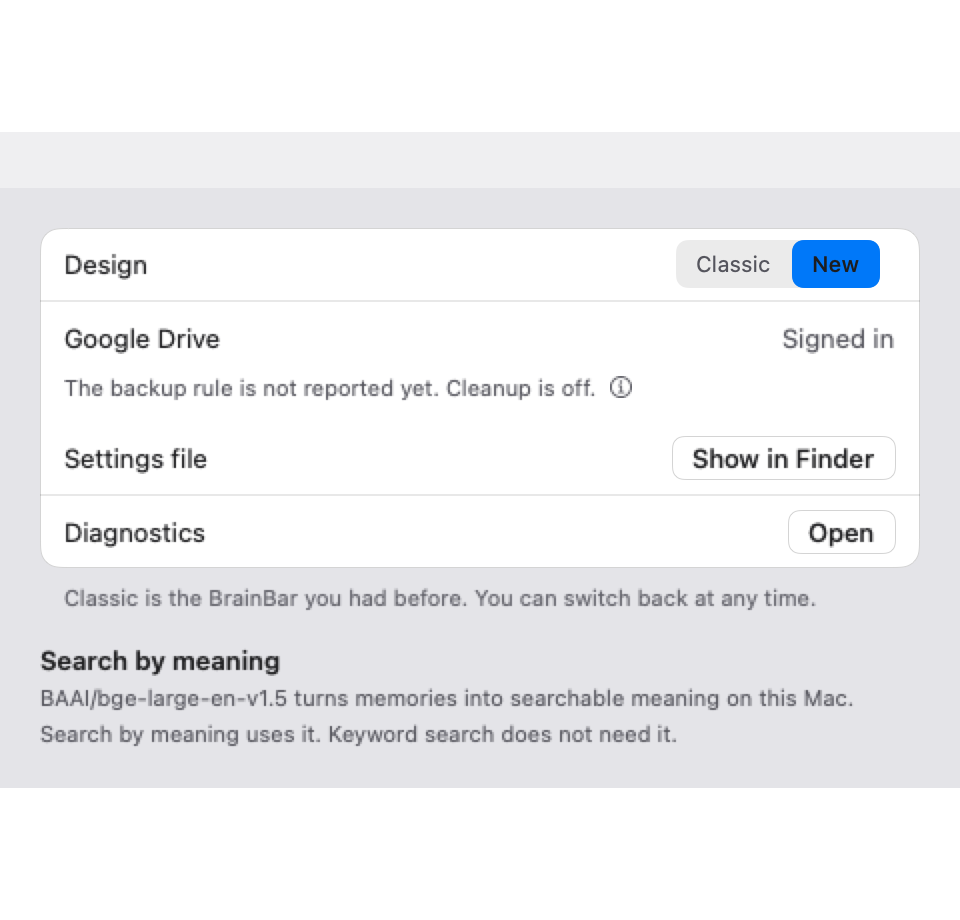 Design Classic New
Google Drive Signed in
The backup rule is not reported yet. Cleanup is off.
Settings file Show in Finder
Diagnostics Open
Classic is the BrainBar you had before. You can switch back at any time.
Search by meaning
BAAI/bge-large-en-v1.5 turns memories into searchable meaning on this Mac.
Search by meaning uses it. Keyword search does not need it.